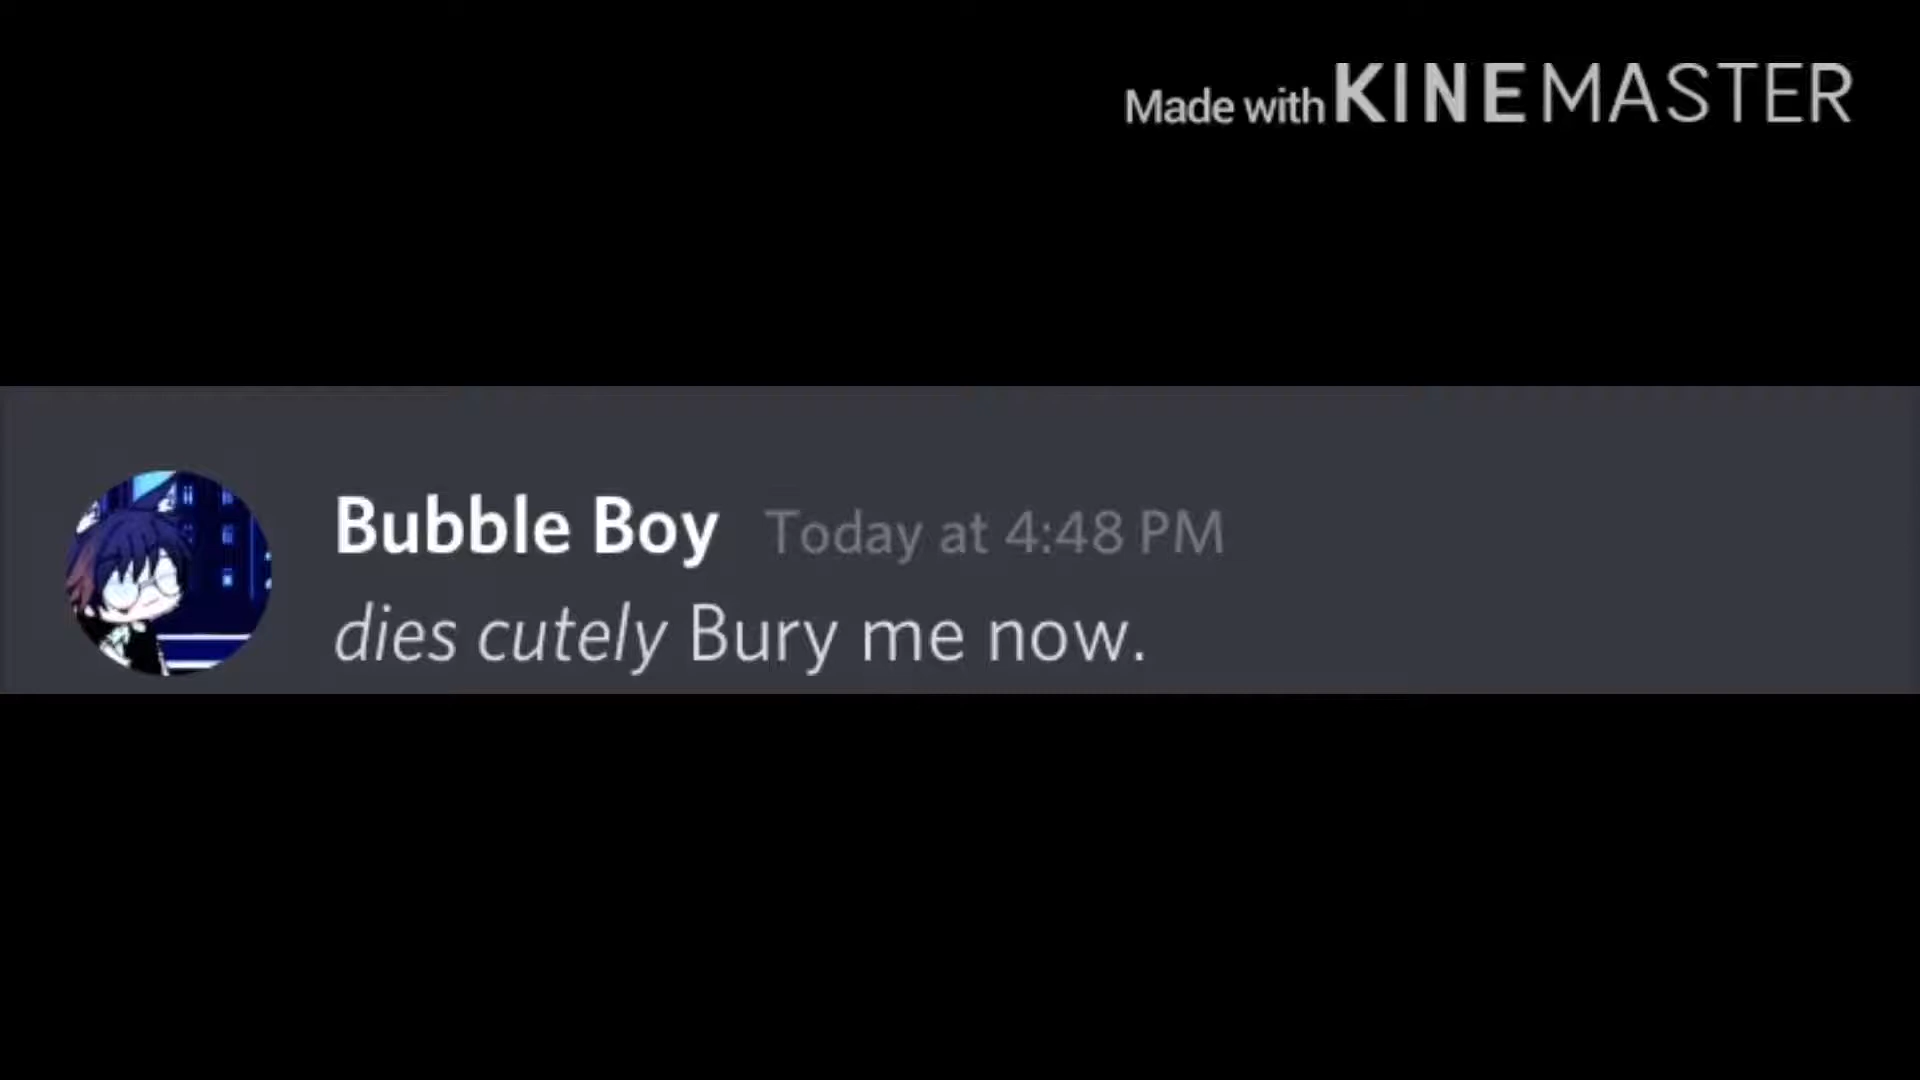 Made with KINEMASTER
Bubble Boy Today at 4:48 PM
dies cutely Bury me now.